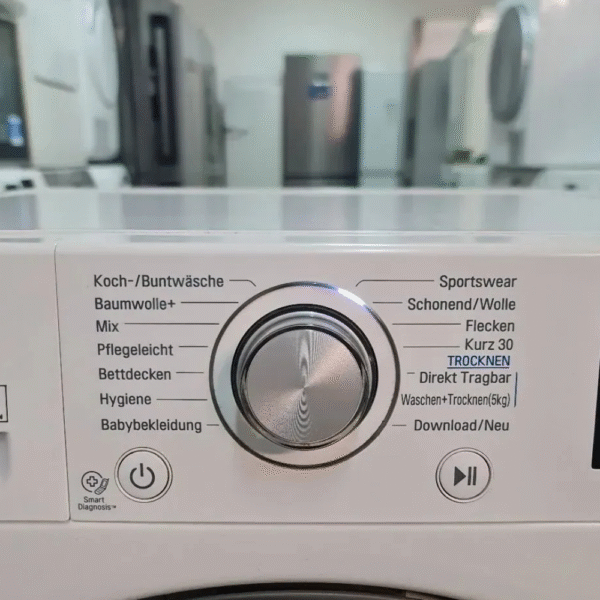 Koch-/Buntwäsche
Baumwolle+
Mix
Pflegeleicht
Bettdecken
Hygiene
Babybekleidung
Sportswear
Schonend/Wolle
Flecken
Kurz 30
TROCKNEN
Direkt Tragbar
Waschen+Trocknen(5kg)
Download/Neu
Smart
Diagnosis™